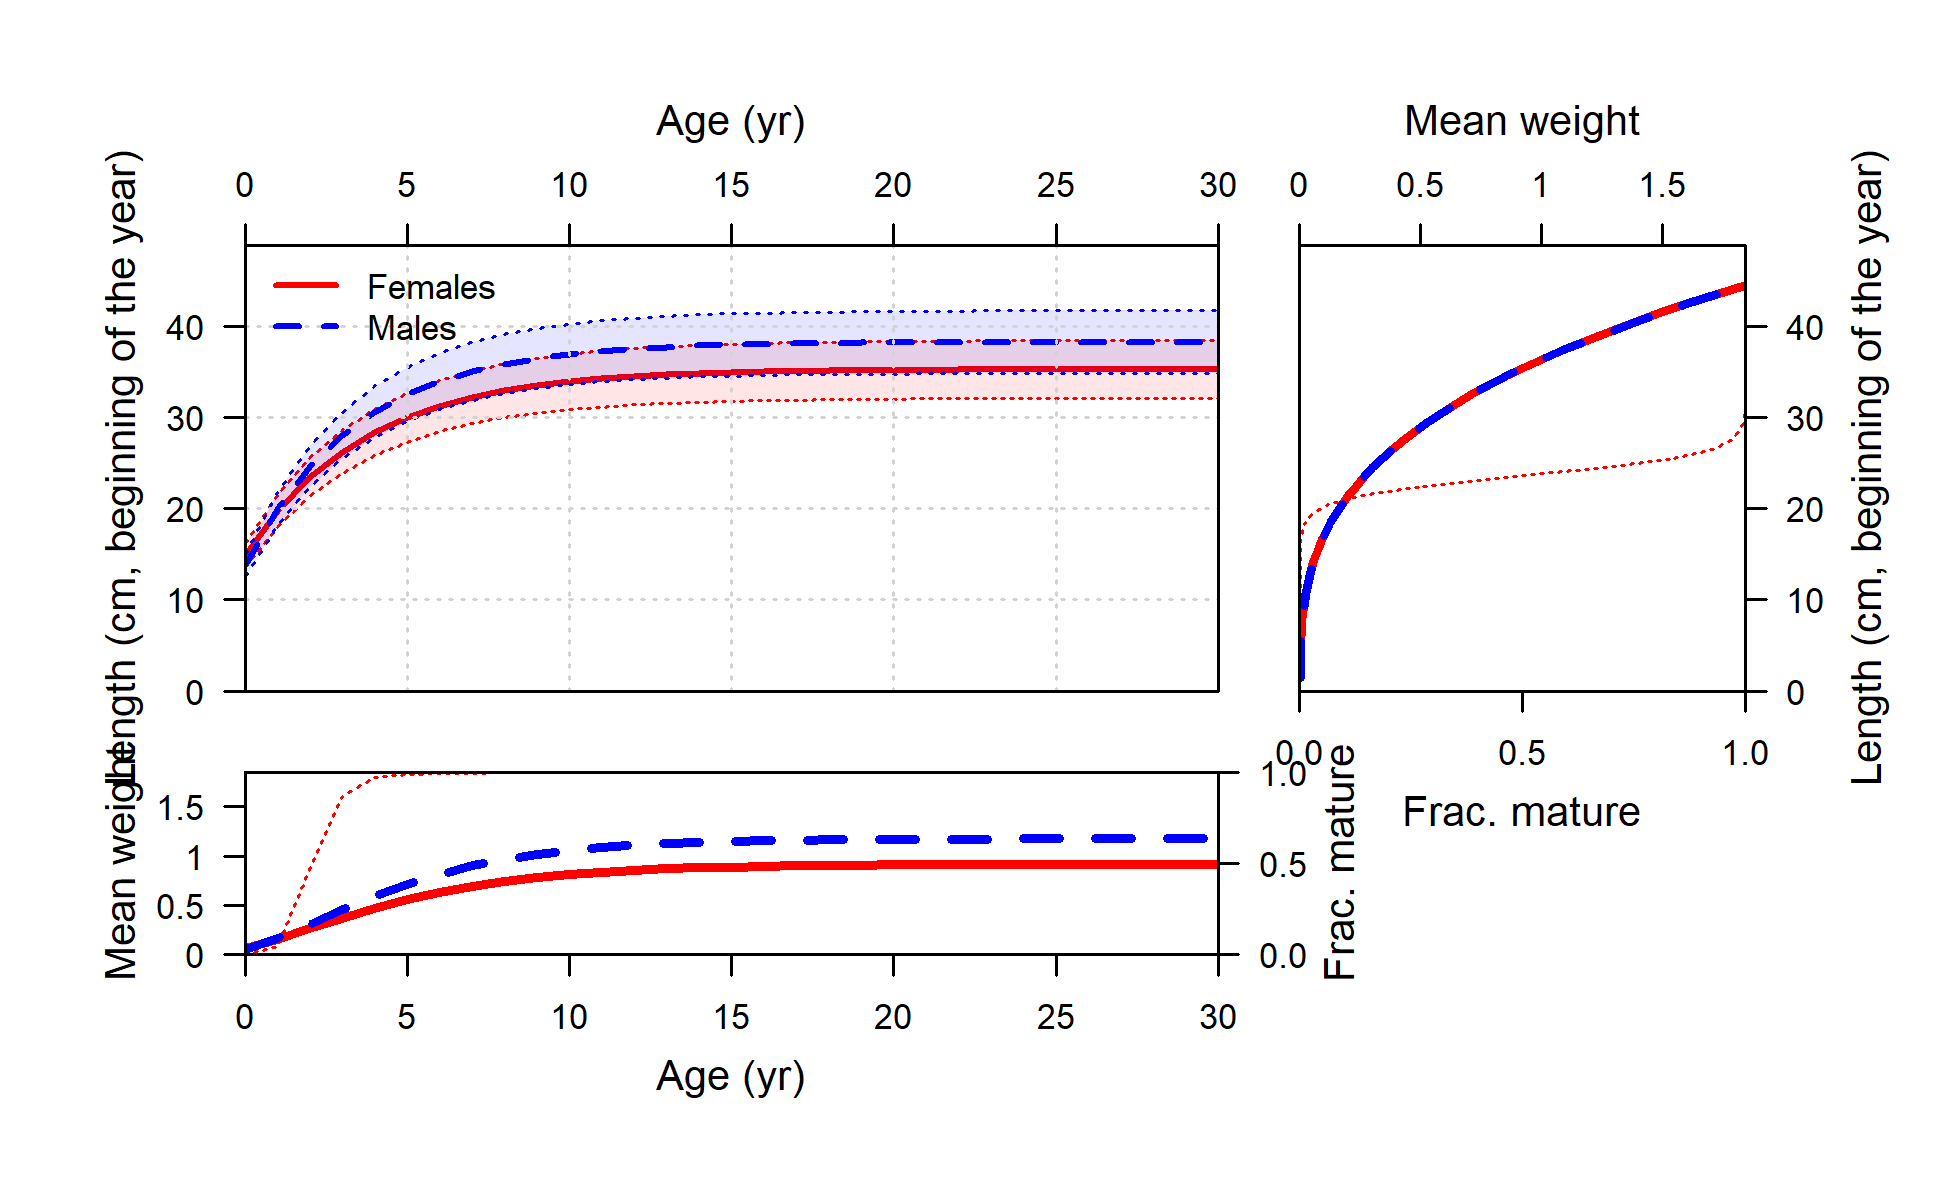 Age (yr)
Mean weight
0 5 10 15 20 25 30
0 0.5 1 1.5
Length (cm, beginning of the year)
Length (cm, beginning of the year)
Females
Males
40
30
20
10
0
40
30
20
10
0
0.0 0.5 1.0
Frac. mature
Mean weight
1.5
1
0.5
0
1.0
0.5
0.0
Frac. mature
0 5 10 15 20 25 30
Age (yr)